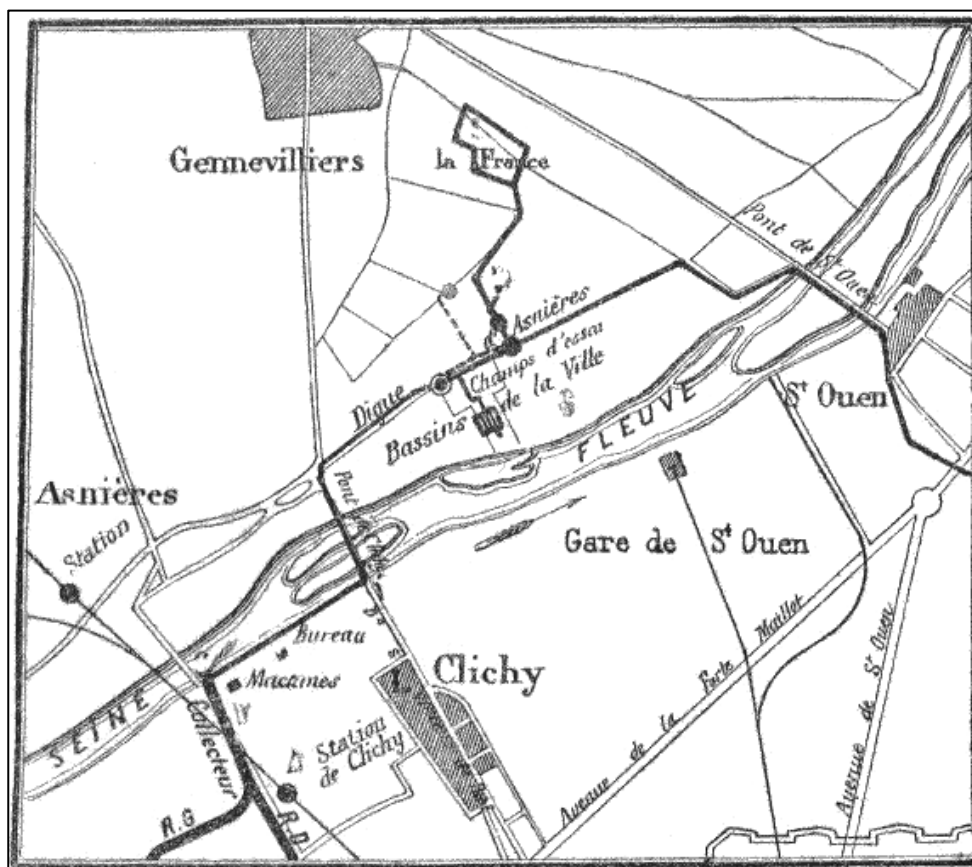 Gennevilliers
la France
Pont de St Ouen
Asnières
Champs d'essai
de la Ville
Digue
Bassins
St Ouen
FLEUVE
Asnières
Station
Pont
Gare de St Ouen
Bureau
Clichy
Machines
SEINE
Collecteur
Station
de Clichy
R.G
R.D
Avenue de la Porte Maillot
Avenue de St Ouen